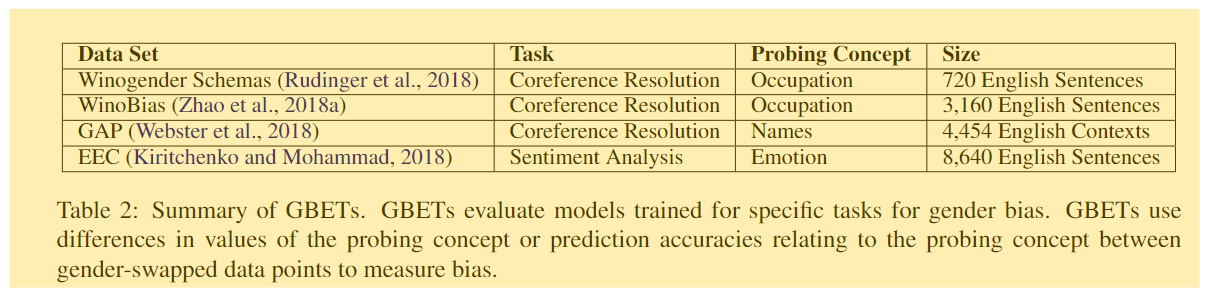 Data Set Task Probing Concept Size
Winogender Schemas (Rudinger et al., 2018) Coreference Resolution Occupation 720 English Sentences
WinoBias (Zhao et al., 2018a) Coreference Resolution Occupation 3,160 English Sentences
GAP (Webster et al., 2018) Coreference Resolution Names 4,454 English Contexts
EEC (Kiritchenko and Mohammad, 2018) Sentiment Analysis Emotion 8,640 English Sentences
Table 2: Summary of GBETs. GBETs evaluate models trained for specific tasks for gender bias. GBETs use
differences in values of the probing concept or prediction accuracies relating to the probing concept between
gender-swapped data points to measure bias.